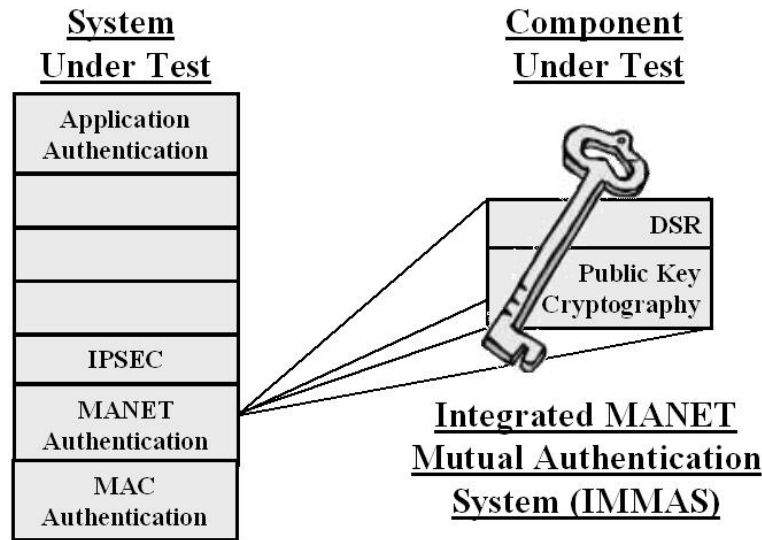 System
Under Test
Application
Authentication
IPSEC
MANET
Authentication
MAC
Authentication
Component
Under Test
DSR
Public Key
Cryptography
Integrated MANET
Mutual Authentication
System (IMMAS)